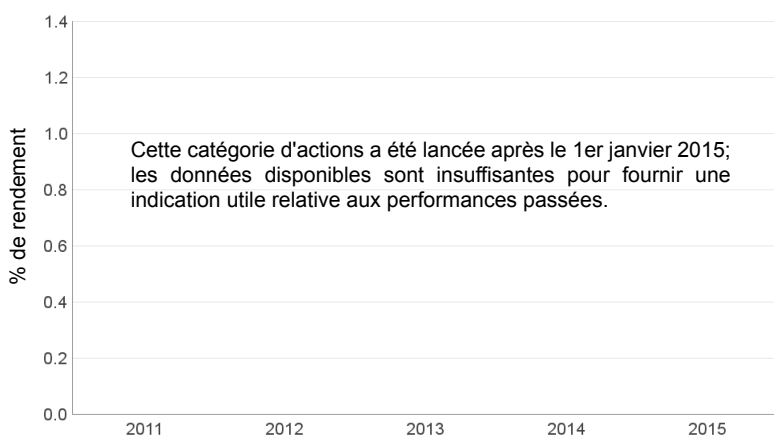 1.4
1.2
1.0
Cette catégorie d'actions a été lancée après le 1er janvier 2015;
les données disponibles sont insuffisantes pour fournir une
0.8
indication utile relative aux performances passées.
% de rendement
0.6
0.4
0.2
0.0
2011 2012 2013 2014 2015